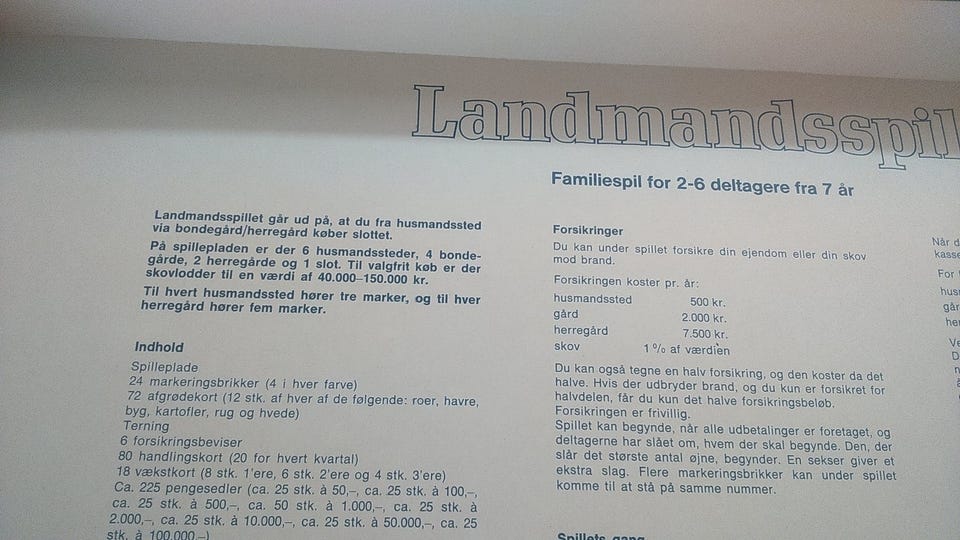 Landmandsspil
Familiespil for 2-6 deltagere fra 7 år
Landmandsspillet går ud på, at du fra husmandssted
via bondegård/herregård køber slottet.
På spillepladen er der 6 husmandssteder, 4 bonde-
gårde, 2 herregårde og 1 slot. Til valgfrit køb er der
skovlodder til en værdi af 40.000–150.000 kr.
Til hvert husmandssted hører tre marker, og til hver
herregård hører fem marker.
Indhold
Spilleplade
24 markeringsbrikker (4 i hver farve)
72 afgrødekort (12 stk. af hver af de følgende: roer, havre,
byg, kartofler, rug og hvede)
Terning
6 forsikringsbeviser
80 handlingskort (20 for hvert kvartal)
18 vækstkort (8 stk. 1'ere, 6 stk. 2'ere og 4 stk. 3'ere)
Ca. 225 pengesedler (ca. 25 stk. à 50,–, ca. 25 stk. à 100,–,
ca. 25 stk. à 500,–, ca. 50 stk. à 1.000,–, ca. 25 stk. à
2.000,–, ca. 25 stk. à 10.000,–, ca. 25 stk. à 50.000,–, ca. 25
stk. à 100.000,–)
Forsikringer
Du kan under spillet forsikre din ejendom eller din skov
mod brand.
Forsikringen koster pr. år:
husmandssted 500 kr.
gård 2.000 kr.
herregård 7.500 kr.
skov 1 % af værdien
Du kan også tegne en halv forsikring, og den koster da det
halve. Hvis der udbryder brand, og du kun er forsikret for
halvdelen, får du kun det halve forsikringsbeløb.
Forsikringen er frivillig.
Spillet kan begynde, når alle udbetalinger er foretaget, og
deltagerne har slået om, hvem der skal begynde. Den, der
slår det største antal øjne, begynder. En sekser giver et
ekstra slag. Flere markeringsbrikker kan under spillet
komme til at stå på samme nummer.
Spillets gang
Når d
kasse
For
hus
går
her
Ve
D